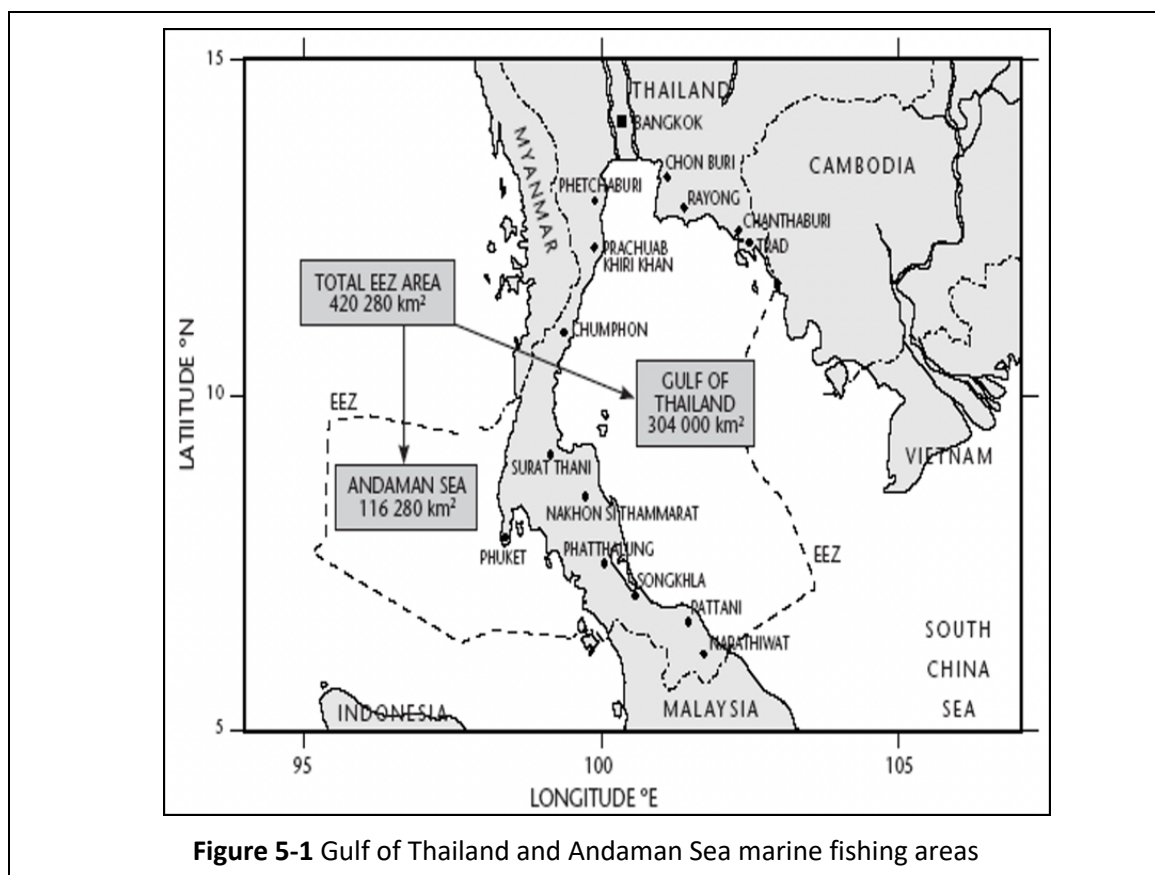 15
THAILAND
BANGKOK
MYANMAR
CHON BURI
CAMBODIA
PHETCHABURI
RAYONG
CHANTHABURI
TRAD
PRACHUAB
KHIRI KHAN
TOTAL EEZ AREA
420 280 km²
CHUMPHON
LATIITUDE °N
GULF OF
THAILAND
304 000 km²
10
EEZ
VIETNAM
SURAT THANI
ANDAMAN SEA
116 280 km²
NAKHON SI THAMMARAT
PHUKET
PHATTHALUNG
EEZ
SONGKHLA
PATTANI
NARATHIWAT
SOUTH
CHINA
SEA
INDONESIA
MALAYSIA
5
95
100
105
LONGITUDE °E
Figure 5-1 Gulf of Thailand and Andaman Sea marine fishing areas